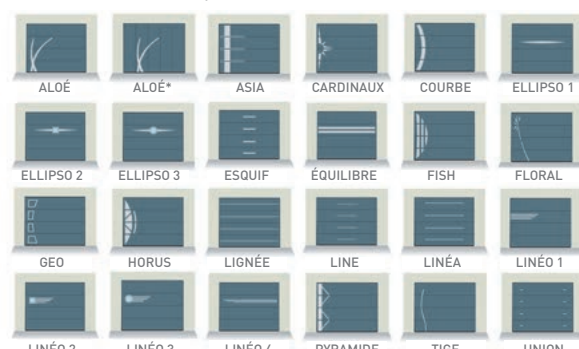 ALOÉ ALOÉ* ASIA CARDINAUX COURBE ELLIPSO 1
ELLIPSO 2 ELLIPSO 3 ESQUIF ÉQUILIBRE FISH FLORAL
GEO HORUS LIGNÉE LINE LINÉA LINÉO 1
LINÉO 2 LINÉO 3 LINÉO 4 PYRAMIDE TIGE UNION